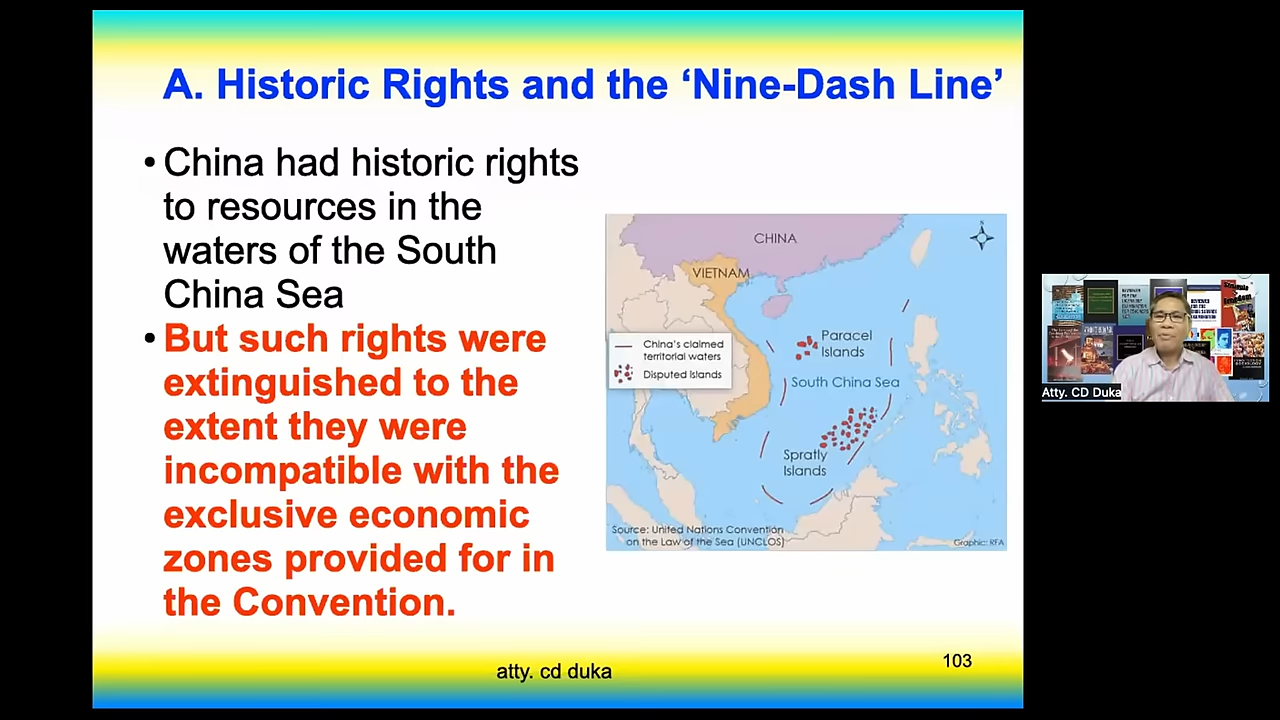 A. Historic Rights and the ‘Nine-Dash Line’
• China had historic rights
to resources in the
waters of the South
China Sea
• But such rights were
extinguished to the
extent they were
incompatible with the
exclusive economic
zones provided for in
the Convention.
CHINA
N
VIETNAM
China's claimed
territorial waters
Disputed Islands
Paracel
Islands
South China Sea
Spratly
Islands
Source: United Nations Convention
on the Law of the Sea (UNCLOS)
Graphic: RFA
atty. cd duka
103
Atty. CD Duka